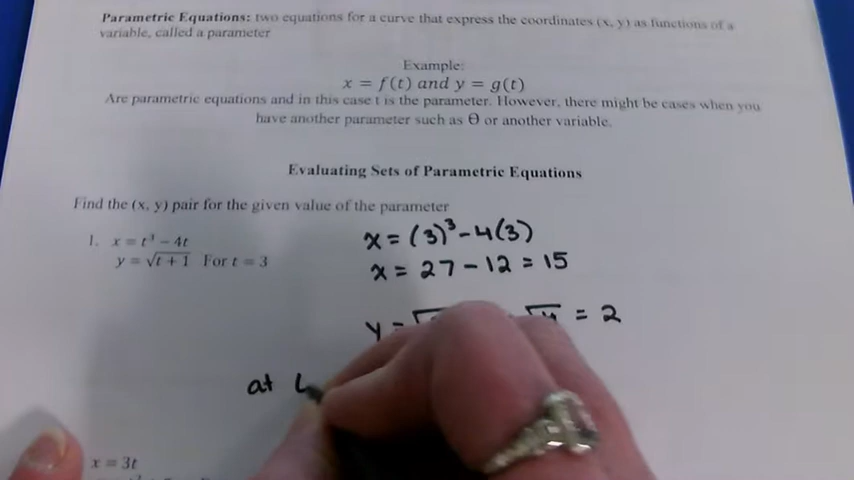 Parametric Equations: two equations for a curve that express the coordinates (x, y) as functions of a
variable, called a parameter
Example:
x = f(t) and y = g(t)
Are parametric equations and in this case t is the parameter. However, there might be cases when you
have another parameter such as Θ or another variable.
Evaluating Sets of Parametric Equations
Find the (x, y) pair for the given value of the parameter
1. x = t³ − 4t
y = √t + 1 For t = 3
x = (3)³ - 4(3)
x = 27 - 12 = 15
y = √4 = 2
at
x = 3t